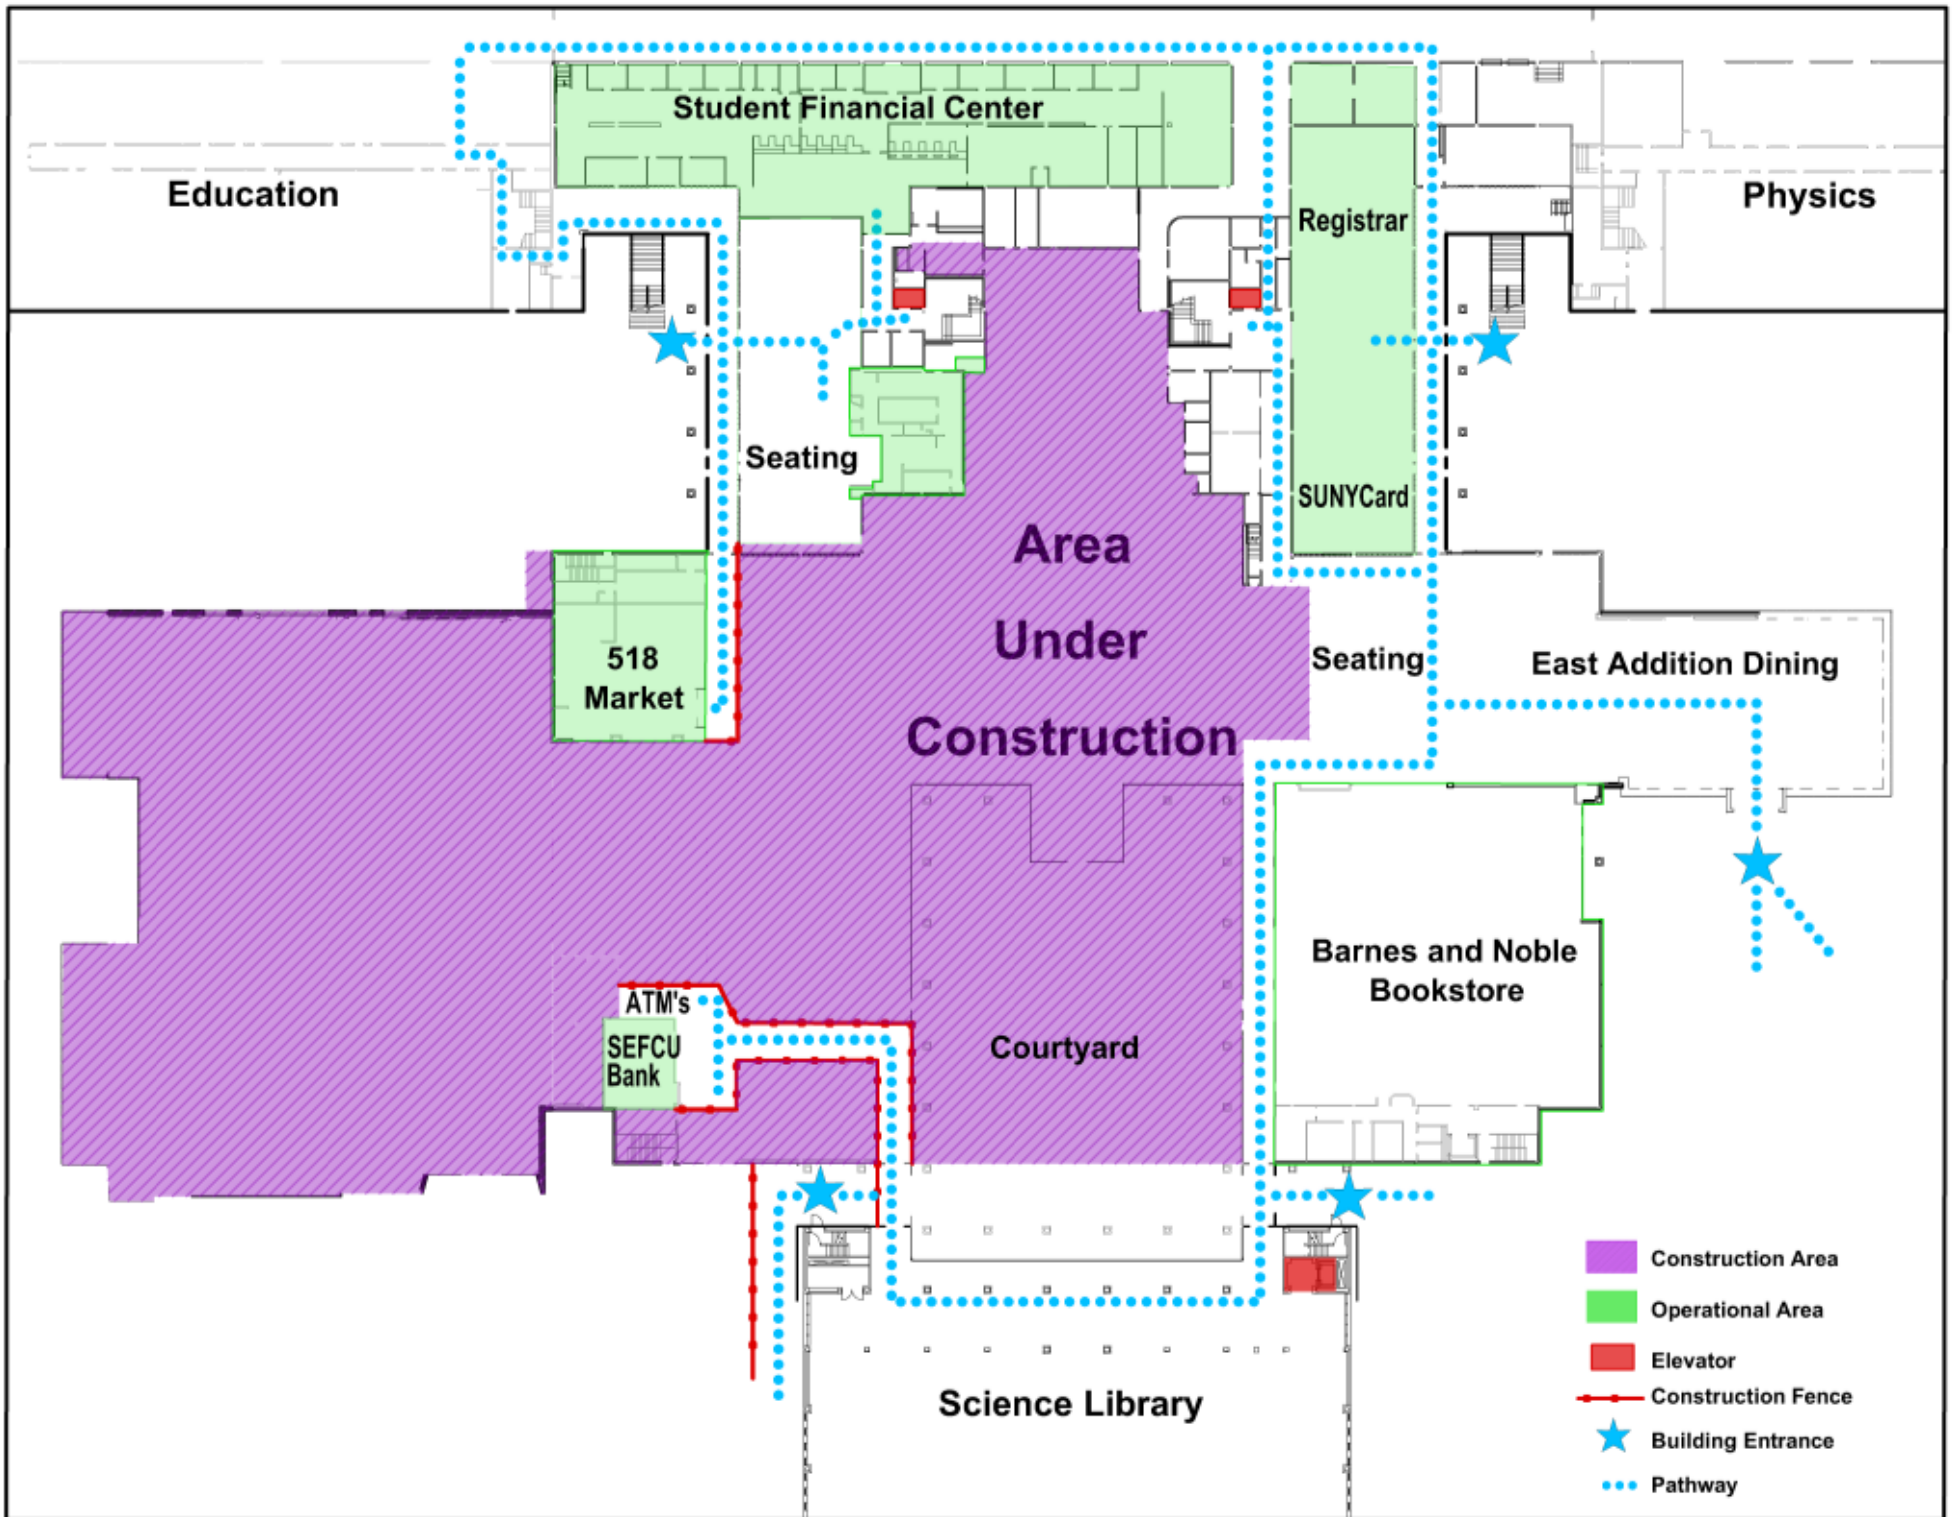 Student Financial Center
Education
Physics
Registrar
Seating
SUNYCard
Area
Under
Construction
518
Market
Seating
East Addition Dining
Barnes and Noble
Bookstore
ATM's
SEFCU
Bank
Courtyard
Science Library
Construction Area
Operational Area
Elevator
Construction Fence
Building Entrance
Pathway